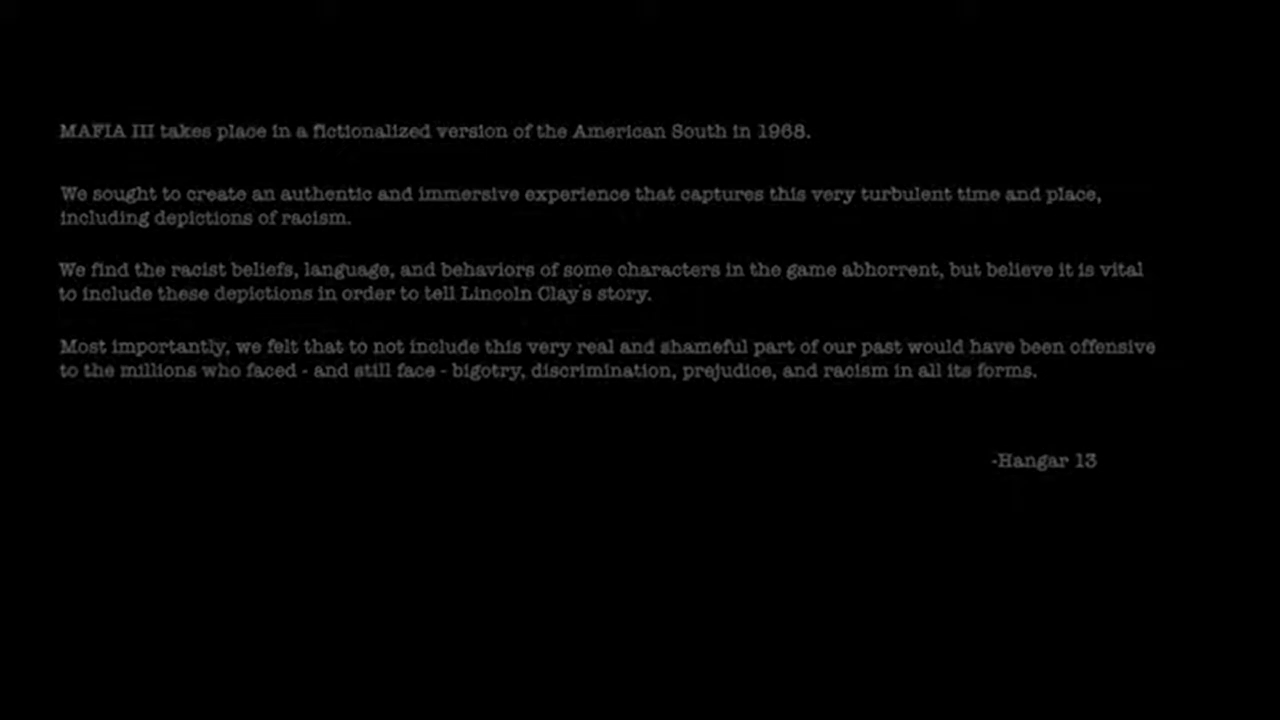 MAFIA III takes place in a fictionalized version of the American South in 1968.
We sought to create an authentic and immersive experience that captures this very turbulent time and place,
including depictions of racism.
We find the racist beliefs, language, and behaviors of some characters in the game abhorrent, but believe it is vital
to include these depictions in order to tell Lincoln Clay's story.
Most importantly, we felt that to not include this very real and shameful part of our past would have been offensive
to the millions who faced - and still face - bigotry, discrimination, prejudice, and racism in all its forms.
-Hangar 13